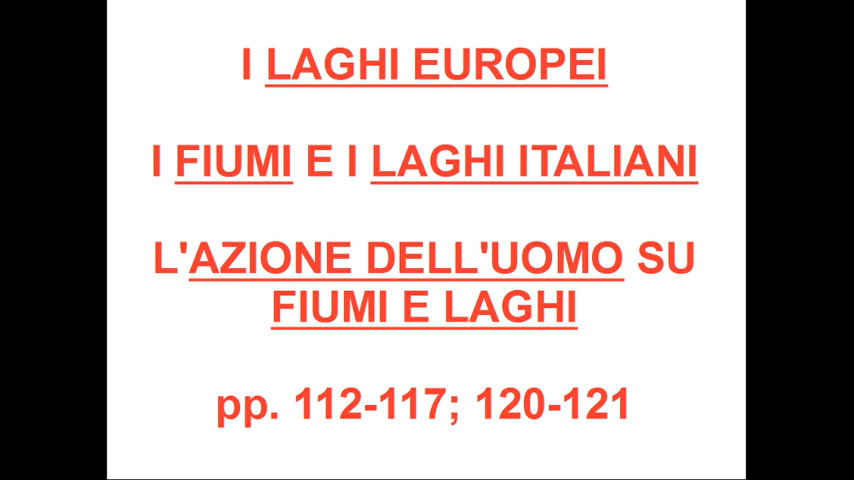 I LAGHI EUROPEI
I FIUMI E I LAGHI ITALIANI
L'AZIONE DELL'UOMO SU
FIUMI E LAGHI
pp. 112-117; 120-121